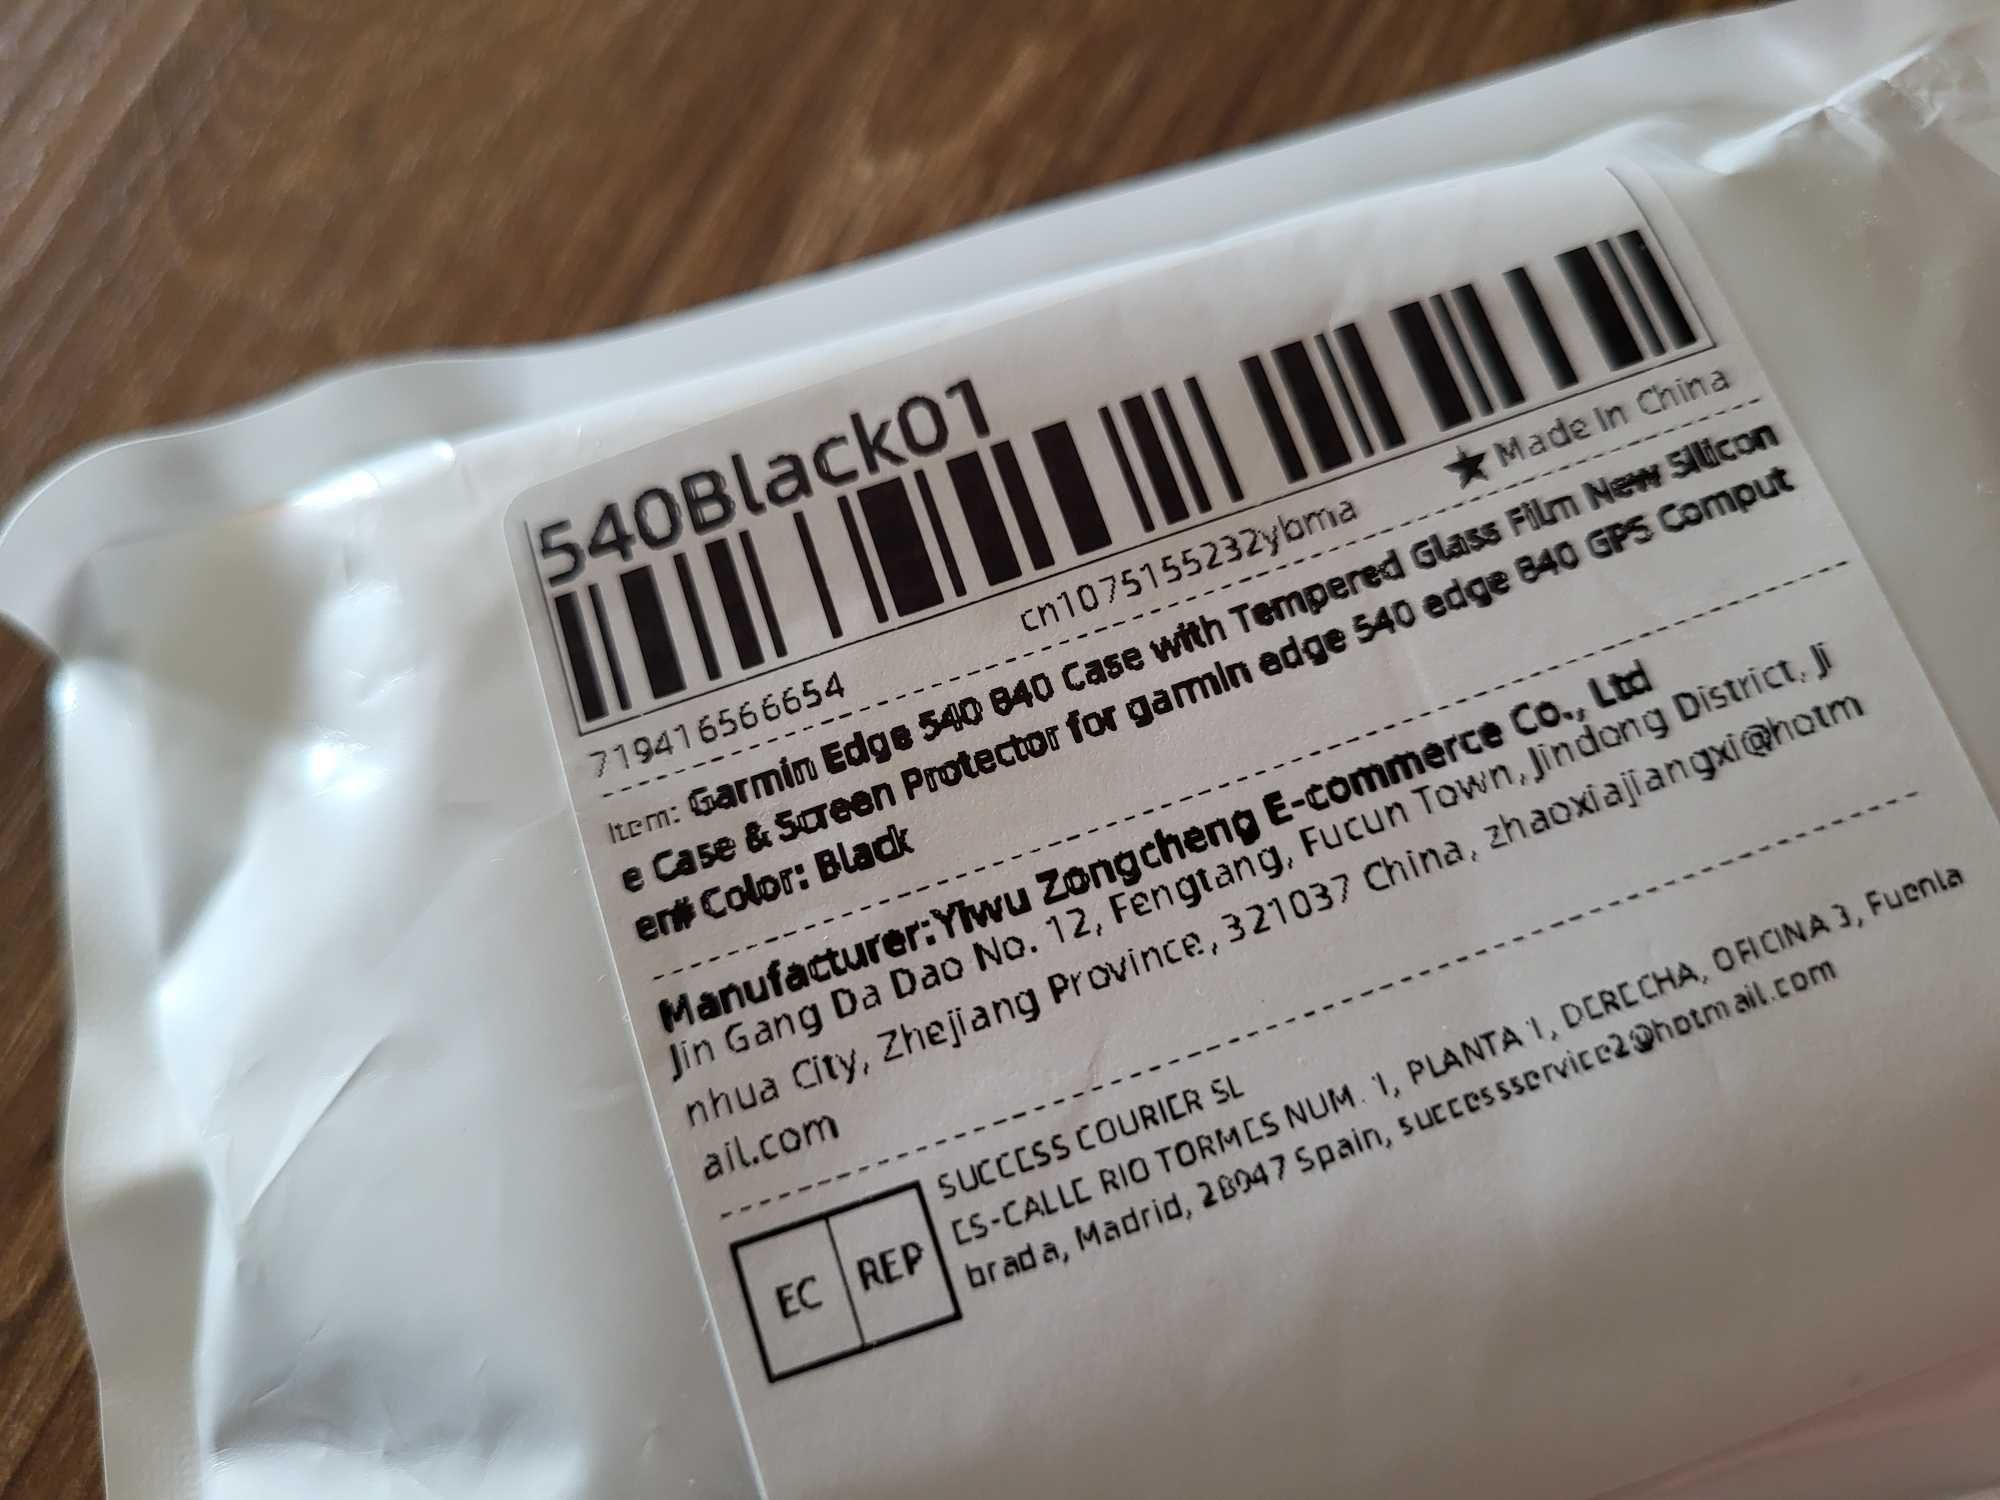 540Black01
719416566654
cn1075155232ybma
★Made In China
Item: Garmin Edge 540 840 Case with Tempered Glass Film New Silicon
e Case & Screen Protector for garmin edge 540 edge 840 GPS Comput
en# Color: Black
Manufacturer:Yiwu Zongcheng E-commerce Co., Ltd
Jin Gang Da Dao No. 12, Fengtang, Fucun Town, Jindong District, Ji
nhua City, Zhejiang Province, 321037 China, zhaoxiajiangxi@hotm
ail.com
EC REP
SUCCESS COURIER SL
ES-CALLE RIO TORMES NUM. 1, PLANTA 1, DERECHA, OFICINA 3, Fuenla
brada, Madrid, 28947 Spain, successservice2@hotmail.com